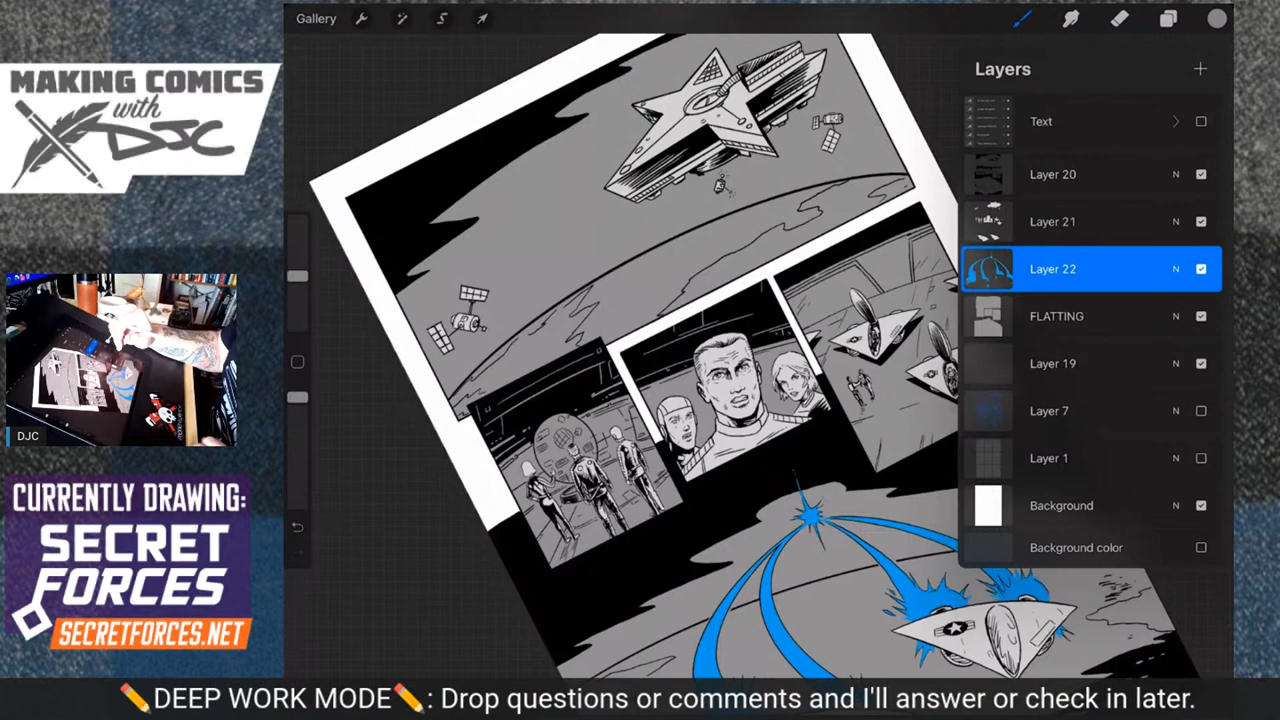 MAKING COMICS
with
DJC
DJC
CURRENTLY DRAWING:
SECRET
FORCES
SECRETFORCES.NET
Gallery
Layers
Text
Layer 20
N
Layer 21
N
Layer 22
N
FLATTING
N
Layer 19
N
Layer 7
N
Layer 1
N
Background
N
Background color
✏️DEEP WORK MODE✏️: Drop questions or comments and I'll answer or check in later.